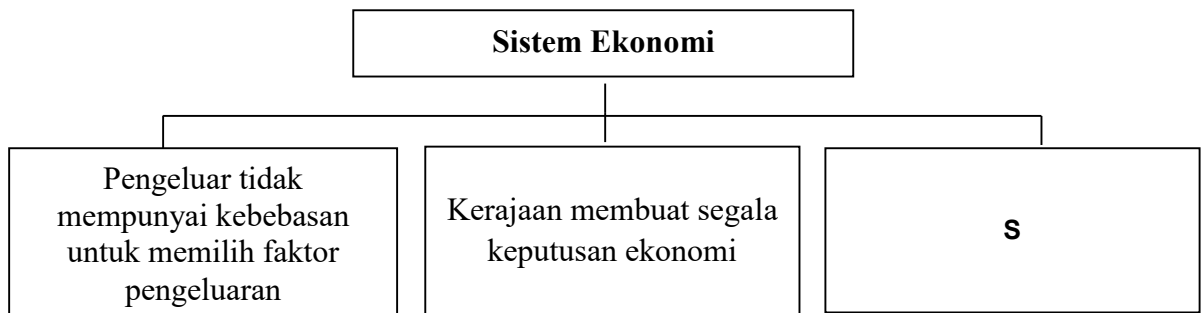 Sistem Ekonomi
Pengeluar tidak
mempunyai kebebasan
untuk memilih faktor
pengeluaran
Kerajaan membuat segala
keputusan ekonomi
S